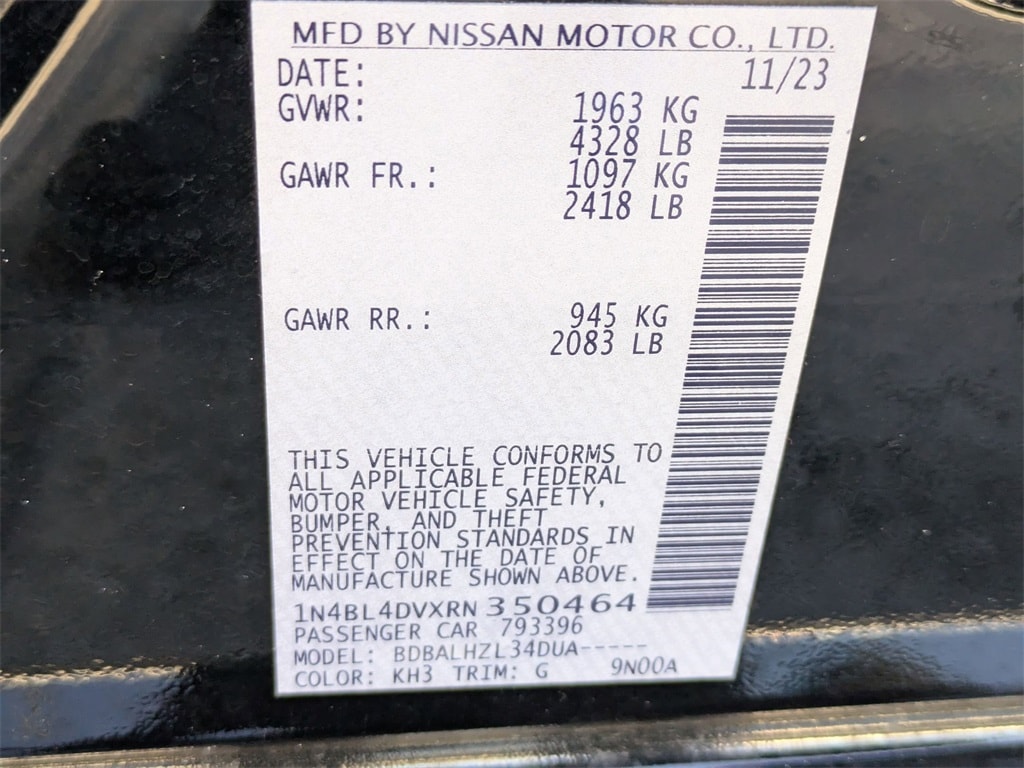 MFD BY NISSAN MOTOR CO., LTD.
DATE: 11/23
GVWR: 1963 KG
4328 LB
GAWR FR.: 1097 KG
2418 LB
GAWR RR.: 945 KG
2083 LB
THIS VEHICLE CONFORMS TO
ALL APPLICABLE FEDERAL
MOTOR VEHICLE SAFETY,
BUMPER, AND THEFT
PREVENTION STANDARDS IN
EFFECT ON THE DATE OF
MANUFACTURE SHOWN ABOVE.
1N4BL4DVXRN350464
PASSENGER CAR 793396
MODEL: BDBALHZL34DUA-----
COLOR: KH3 TRIM: G 9N00A